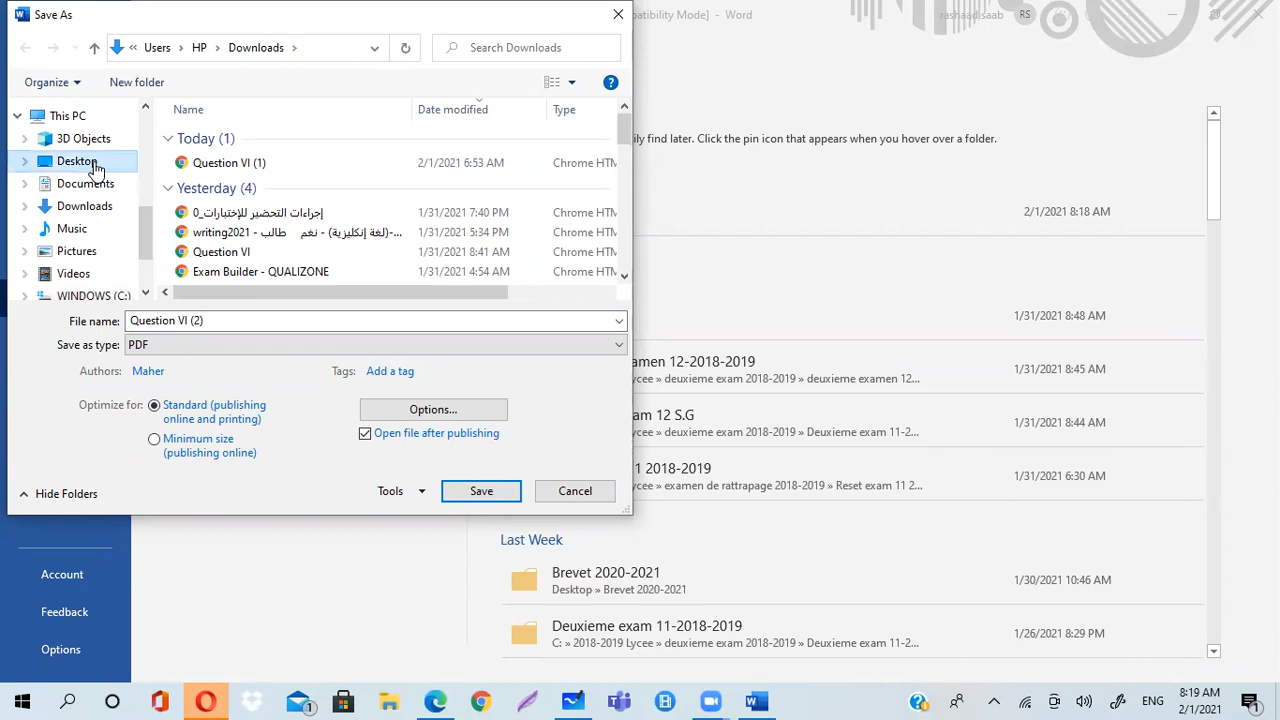 Save As
patibility Mode] - Word
rashaad saab
RS
Users
HP
Downloads
Search Downloads
Organize
New folder
This PC
3D Objects
Desktop
Documents
Downloads
Music
Pictures
Videos
WINDOWS (C:)
Name
Date modified
Type
Today (1)
Question VI (1)
2/1/2021 6:53 AM
Chrome HTM
Yesterday (4)
إجراءات التحضير للإختبارات_0
1/31/2021 7:40 PM
Chrome HTM
writing2021 - نغم طالب - (لغة إنكليزية)-...
1/31/2021 5:34 PM
Chrome HTM
Question VI
1/31/2021 8:41 AM
Chrome HTM
Exam Builder - QUALIZONE
1/31/2021 4:54 AM
Chrome HTM
File name:
Question VI (2)
Save as type:
PDF
Authors:
Maher
Tags:
Add a tag
Optimize for:
Standard (publishing
online and printing)
Minimum size
(publishing online)
Options...
Open file after publishing
Hide Folders
Tools
Save
Cancel
ily find later. Click the pin icon that appears when you hover over a folder.
2/1/2021 8:18 AM
1/31/2021 8:48 AM
amen 12-2018-2019
ycee » deuxieme exam 2018-2019 » deuxieme examen 12...
1/31/2021 8:45 AM
am 12 S.G
ycee » deuxieme exam 2018-2019 » Deuxieme exam 11-2...
1/31/2021 8:44 AM
1 2018-2019
ycee » examen de rattrapage 2018-2019 » Reset exam 11 2...
1/31/2021 6:30 AM
Last Week
Brevet 2020-2021
Desktop » Brevet 2020-2021
1/30/2021 10:46 AM
Deuxieme exam 11-2018-2019
C: » 2018-2019 Lycee » deuxieme exam 2018-2019 » Deuxieme exam 11-2...
1/26/2021 8:29 PM
Account
Feedback
Options
ENG
8:19 AM
2/1/2021